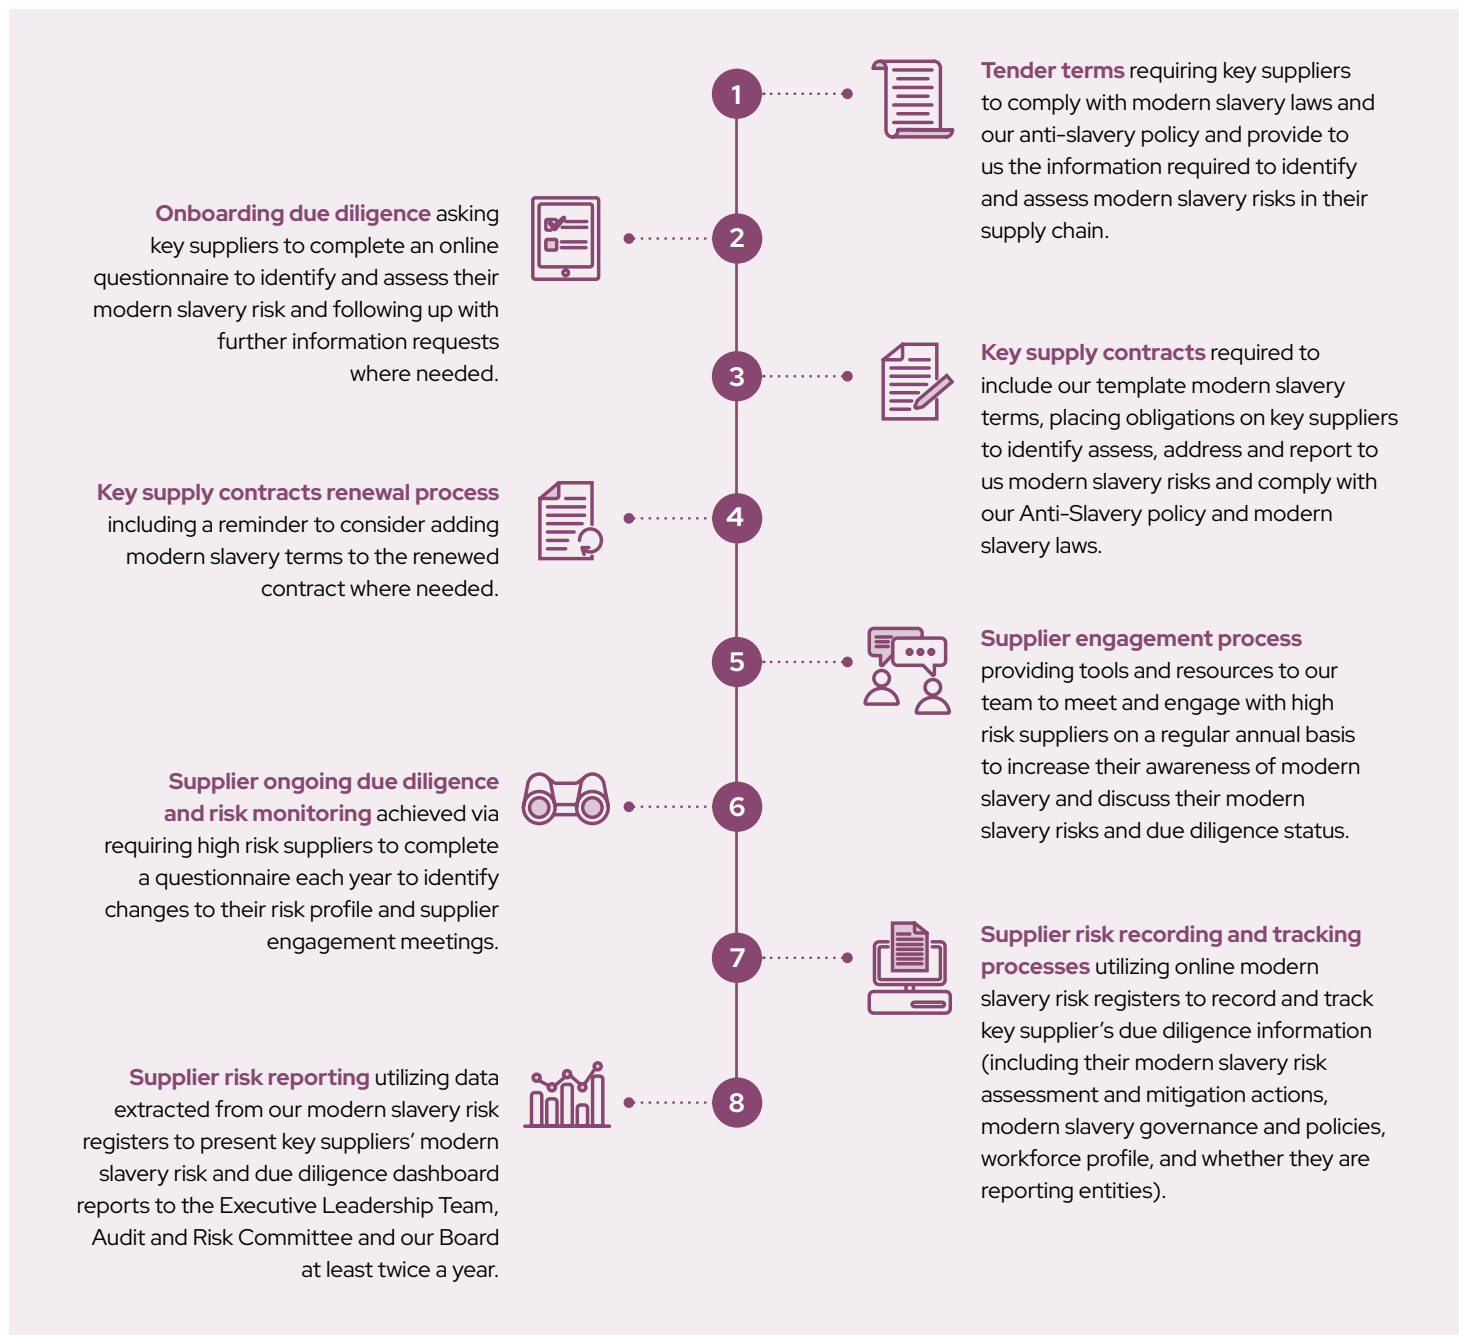 1
Tender terms requiring key suppliers
to comply with modern slavery laws and
our anti-slavery policy and provide to
us the information required to identify
and assess modern slavery risks in their
supply chain.
2
Onboarding due diligence asking
key suppliers to complete an online
questionnaire to identify and assess their
modern slavery risk and following up with
further information requests
where needed.
3
Key supply contracts required to
include our template modern slavery
terms, placing obligations on key suppliers
to identify assess, address and report to
us modern slavery risks and comply with
our Anti-Slavery policy and modern
slavery laws.
4
Key supply contracts renewal process
including a reminder to consider adding
modern slavery terms to the renewed
contract where needed.
5
Supplier engagement process
providing tools and resources to our
team to meet and engage with high
risk suppliers on a regular annual basis
to increase their awareness of modern
slavery and discuss their modern
slavery risks and due diligence status.
6
Supplier ongoing due diligence
and risk monitoring achieved via
requiring high risk suppliers to complete
a questionnaire each year to identify
changes to their risk profile and supplier
engagement meetings.
7
Supplier risk recording and tracking
processes utilizing online modern
slavery risk registers to record and track
key supplier’s due diligence information
(including their modern slavery risk
assessment and mitigation actions,
modern slavery governance and policies,
workforce profile, and whether they are
reporting entities).
8
Supplier risk reporting utilizing data
extracted from our modern slavery risk
registers to present key suppliers’ modern
slavery risk and due diligence dashboard
reports to the Executive Leadership Team,
Audit and Risk Committee and our Board
at least twice a year.